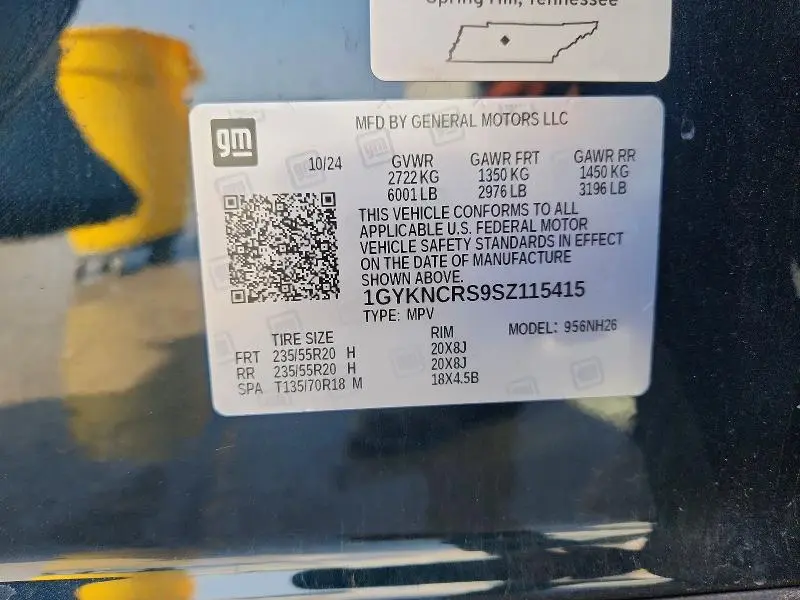 Spring Hill, Tennessee
gm
MFD BY GENERAL MOTORS LLC
10/24
GVWR GAWR FRT GAWR RR
2722 KG 1350 KG 1450 KG
6001 LB 2976 LB 3196 LB
THIS VEHICLE CONFORMS TO ALL
APPLICABLE U.S. FEDERAL MOTOR
VEHICLE SAFETY STANDARDS IN EFFECT
ON THE DATE OF MANUFACTURE
SHOWN ABOVE.
1GYKNCRS9SZ115415
TYPE: MPV MODEL: 956NH26
TIRE SIZE RIM
FRT 235/55R20 H 20X8J
RR 235/55R20 H 20X8J
SPA T135/70R18 M 18X4.5B